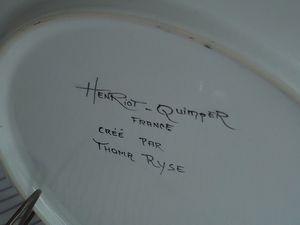 HENRIOT - QUIMPER
FRANCE
CRÉÉ PAR
THOMA RYSE